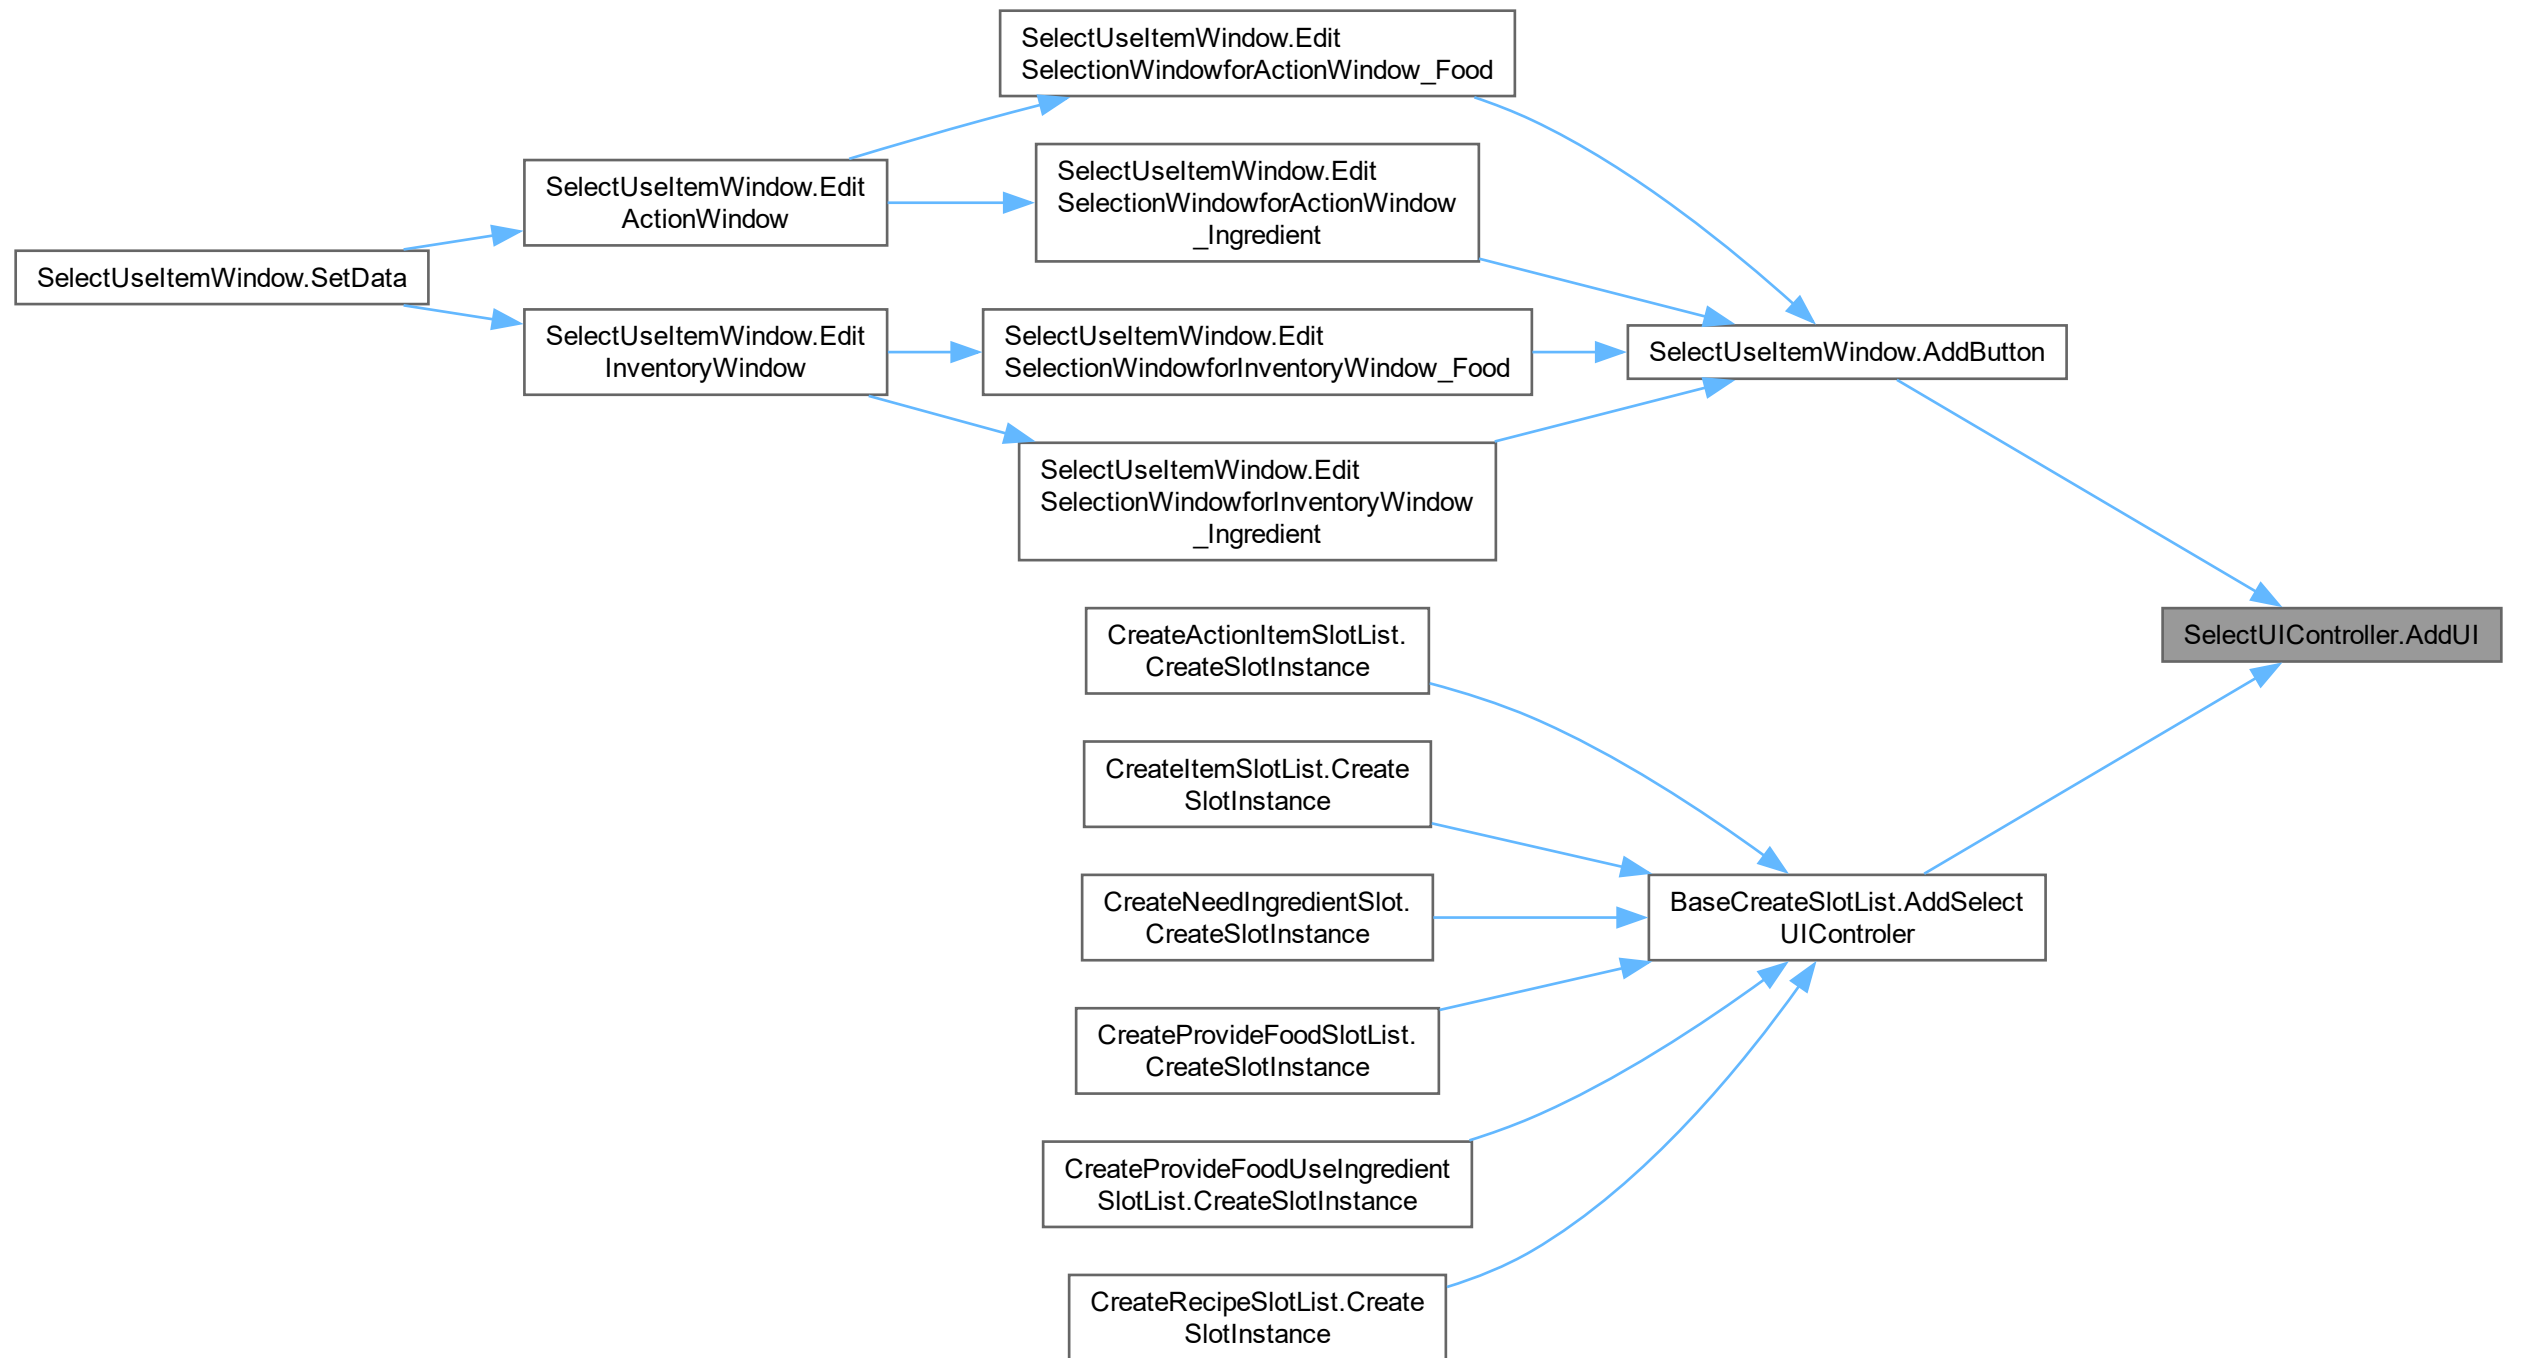 SelectUseItemWindow.Edit
SelectionWindowforActionWindow_Food
SelectUseItemWindow.Edit
SelectionWindowforActionWindow
_Ingredient
SelectUseItemWindow.Edit
ActionWindow
SelectUseItemWindow.SetData
SelectUseItemWindow.Edit
InventoryWindow
SelectUseItemWindow.Edit
SelectionWindowforInventoryWindow_Food
SelectUseItemWindow.AddButton
SelectUseItemWindow.Edit
SelectionWindowforInventoryWindow
_Ingredient
SelectUIController.AddUI
CreateActionItemSlotList.
CreateSlotInstance
CreateItemSlotList.Create
SlotInstance
CreateNeedIngredientSlot.
CreateSlotInstance
BaseCreateSlotList.AddSelect
UIControler
CreateProvideFoodSlotList.
CreateSlotInstance
CreateProvideFoodUseIngredient
SlotList.CreateSlotInstance
CreateRecipeSlotList.Create
SlotInstance